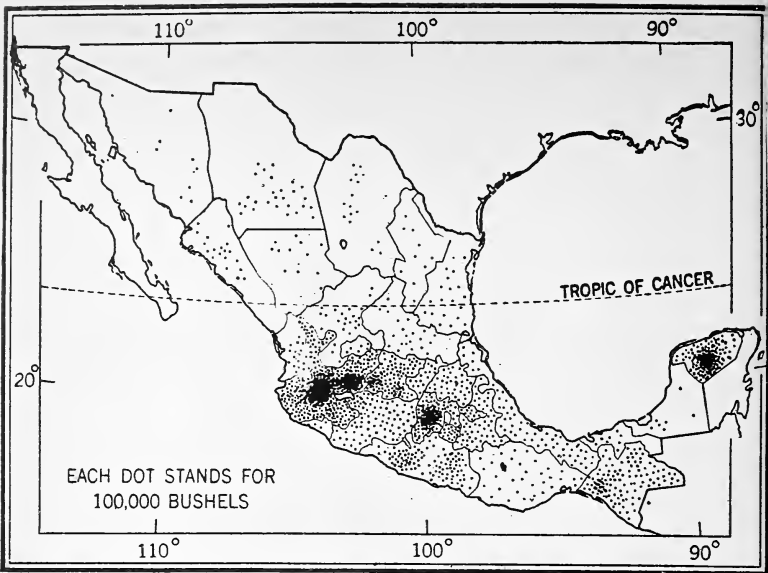 110°
100°
90°
30°
TROPIC OF CANCER
20°
EACH DOT STANDS FOR
100,000 BUSHELS
110°
100°
90°